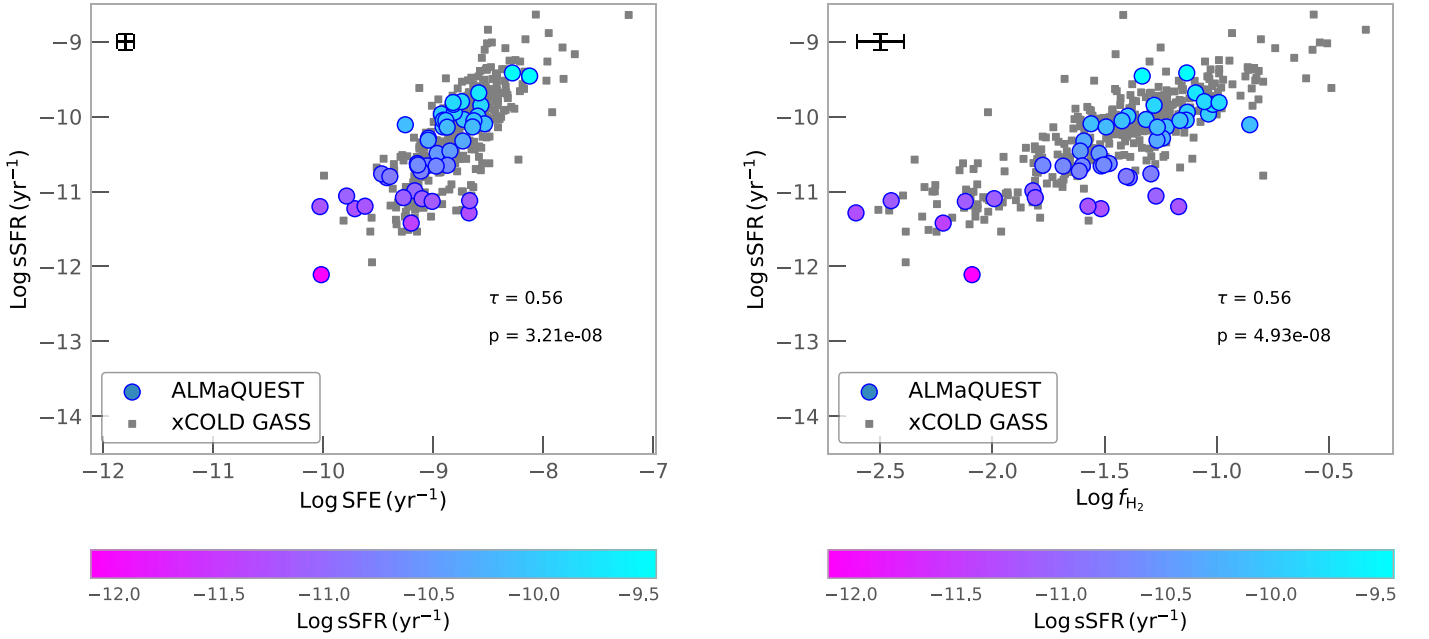 −9
−10
−11
−12
−13
−14
Log sSFR (yr⁻¹)
τ = 0.56
p = 3.21e-08
ALMaQUEST
xCOLD GASS
−12 −11 −10 −9 −8 −7
Log SFE (yr⁻¹)
−12.0 −11.5 −11.0 −10.5 −10.0 −9.5
Log sSFR (yr⁻¹)
−9
−10
−11
−12
−13
−14
Log sSFR (yr⁻¹)
τ = 0.56
p = 4.93e-08
ALMaQUEST
xCOLD GASS
−2.5 −2.0 −1.5 −1.0 −0.5
Log f_H₂
−12.0 −11.5 −11.0 −10.5 −10.0 −9.5
Log sSFR (yr⁻¹)